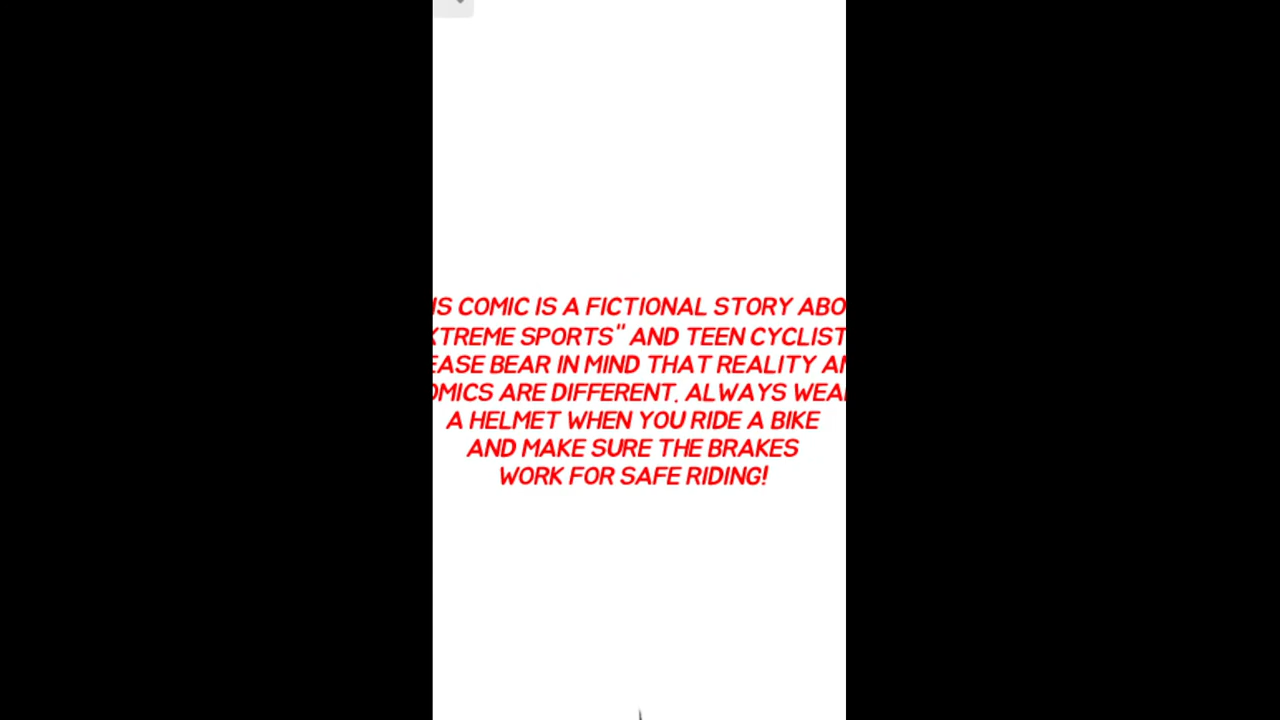 IS COMIC IS A FICTIONAL STORY ABO
XTREME SPORTS" AND TEEN CYCLIST
EASE BEAR IN MIND THAT REALITY AN
OMICS ARE DIFFERENT. ALWAYS WEAR
A HELMET WHEN YOU RIDE A BIKE
AND MAKE SURE THE BRAKES
WORK FOR SAFE RIDING!